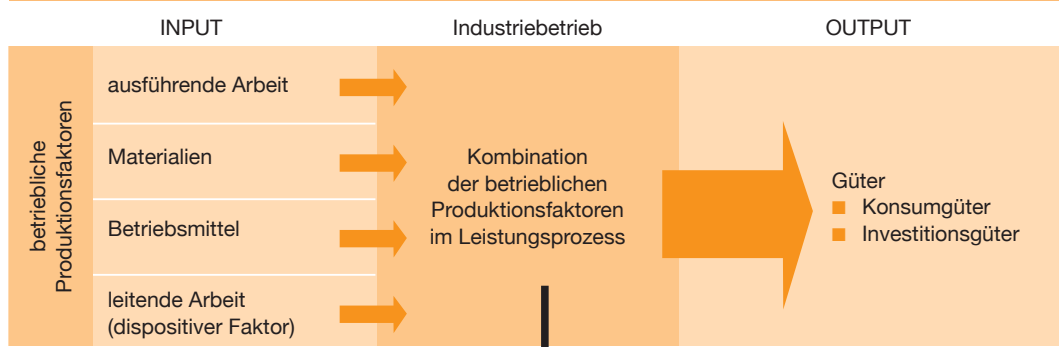 INPUT
Industriebetrieb
OUTPUT
betriebliche
Produktionsfaktoren
ausführende Arbeit
Materialien
Betriebsmittel
leitende Arbeit
(dispositiver Faktor)
Kombination
der betrieblichen
Produktionsfaktoren
im Leistungsprozess
Güter
Konsumgüter
Investitionsgüter